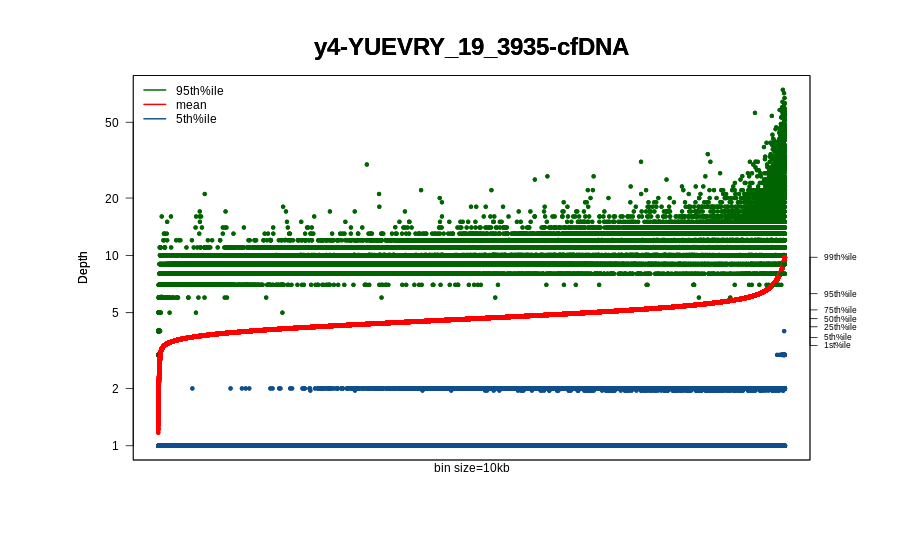 y4-YUEVRY_19_3935-cfDNA
95th%ile
mean
5th%ile
50
20
10
5
2
1
Depth
99th%ile
95th%ile
75th%ile
50th%ile
25th%ile
5th%ile
1st%ile
bin size=10kb